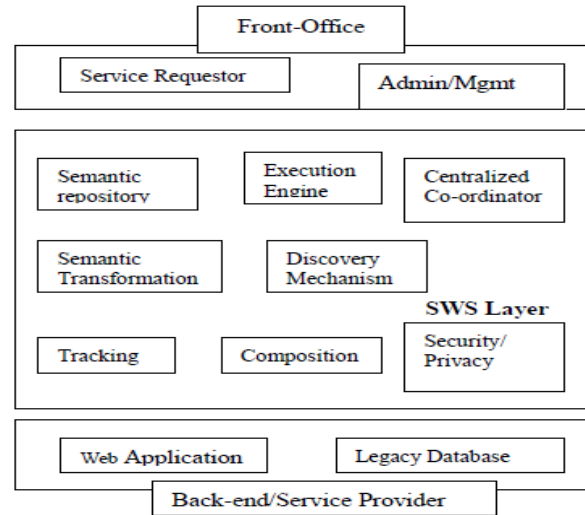 Front-Office
Service Requestor
Admin/Mgmt
Semantic
repository
Execution
Engine
Centralized
Co-ordinator
Semantic
Transformation
Discovery
Mechanism
SWS Layer
Tracking
Composition
Security/
Privacy
Web Application
Legacy Database
Back-end/Service Provider